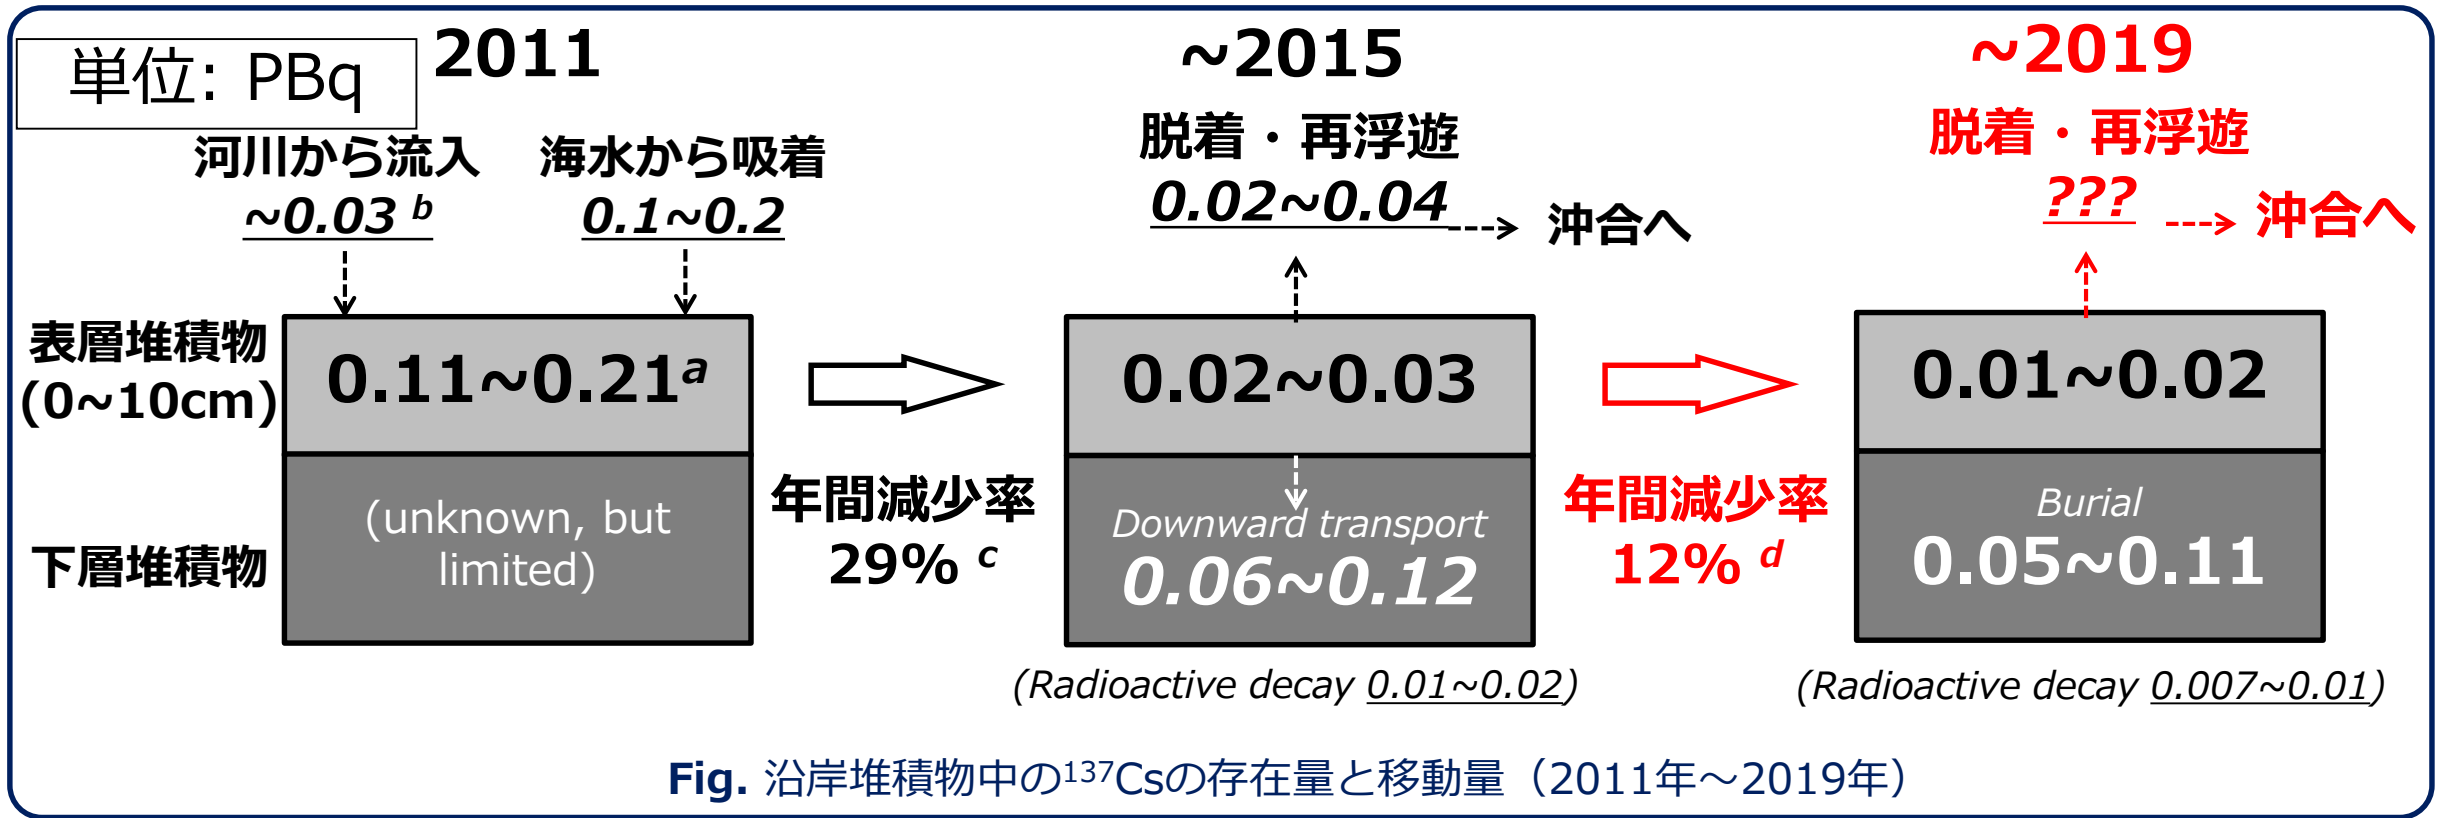 単位: PBq
2011
河川から流入
~0.03 b
海水から吸着
0.1~0.2
~2015
脱着・再浮遊
0.02~0.04
沖合へ
~2019
脱着・再浮遊
???
沖合へ
表層堆積物
(0~10cm)
0.11~0.21a
0.02~0.03
0.01~0.02
下層堆積物
(unknown, but
limited)
年間減少率
29% c
Downward transport
0.06~0.12
年間減少率
12% d
Burial
0.05~0.11
(Radioactive decay 0.01~0.02)
(Radioactive decay 0.007~0.01)
Fig. 沿岸堆積物中の137Csの存在量と移動量（2011年～2019年）